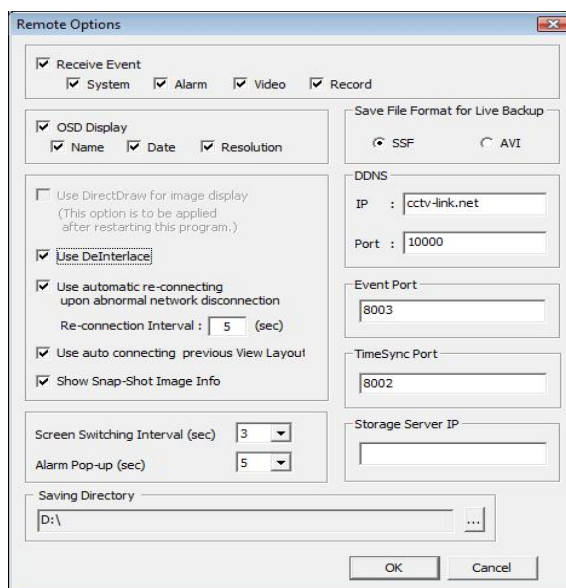 Remote Options
Receive Event
System Alarm Video Record
OSD Display
Name Date Resolution
Save File Format for Live Backup
SSF AVI
Use DirectDraw for image display
(This option is to be applied
after restarting this program.)
Use DeInterlace
Use automatic re-connecting
upon abnormal network disconnection
Re-connection Interval : 5 (sec)
Use auto connecting previous View Layout
Show Snap-Shot Image Info
DDNS
IP : cctv-link.net
Port : 10000
Event Port
8003
TimeSync Port
8002
Screen Switching Interval (sec) 3
Alarm Pop-up (sec) 5
Storage Server IP
Saving Directory
D:\
...
OK Cancel